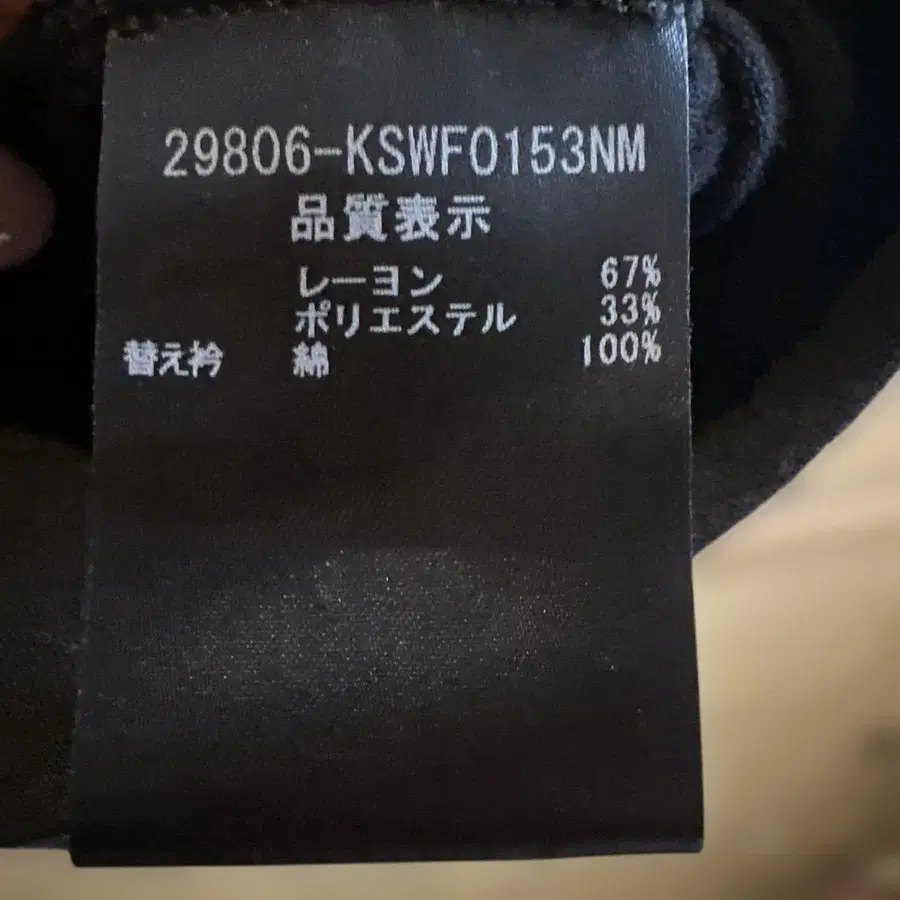 29806-KSWF0153NM
品質表示
レーヨン 67%
ポリエステル 33%
替え衿 綿 100%